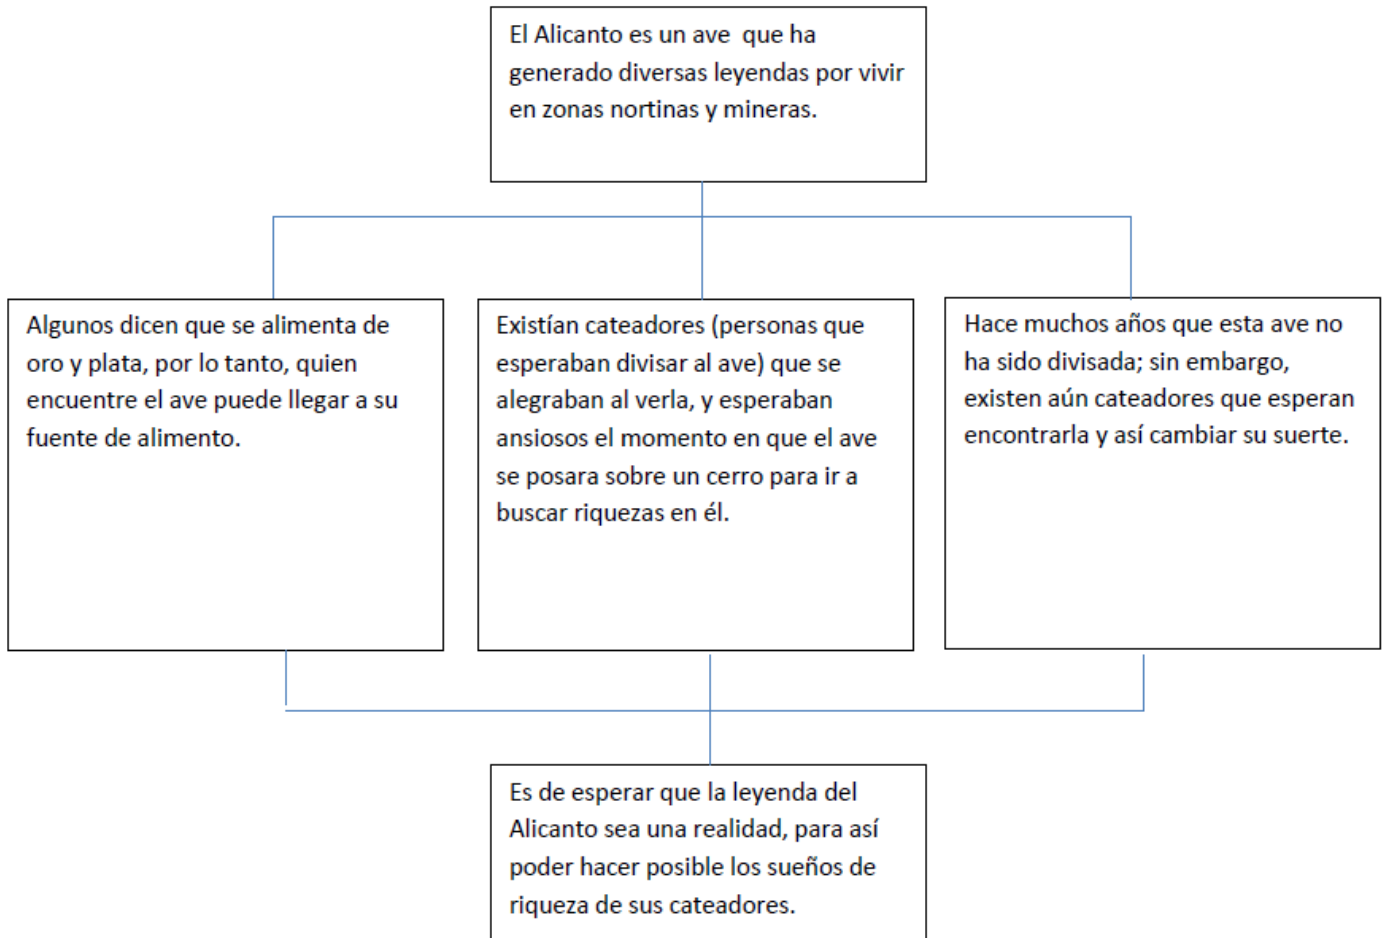 El Alicanto es un ave que ha
generado diversas leyendas por vivir
en zonas nortinas y mineras.
Algunos dicen que se alimenta de
oro y plata, por lo tanto, quien
encuentre el ave puede llegar a su
fuente de alimento.
Existían cateadores (personas que
esperaban divisar al ave) que se
alegraban al verla, y esperaban
ansiosos el momento en que el ave
se posara sobre un cerro para ir a
buscar riquezas en él.
Hace muchos años que esta ave no
ha sido divisada; sin embargo,
existen aún cateadores que esperan
encontrarla y así cambiar su suerte.
Es de esperar que la leyenda del
Alicanto sea una realidad, para así
poder hacer posible los sueños de
riqueza de sus cateadores.